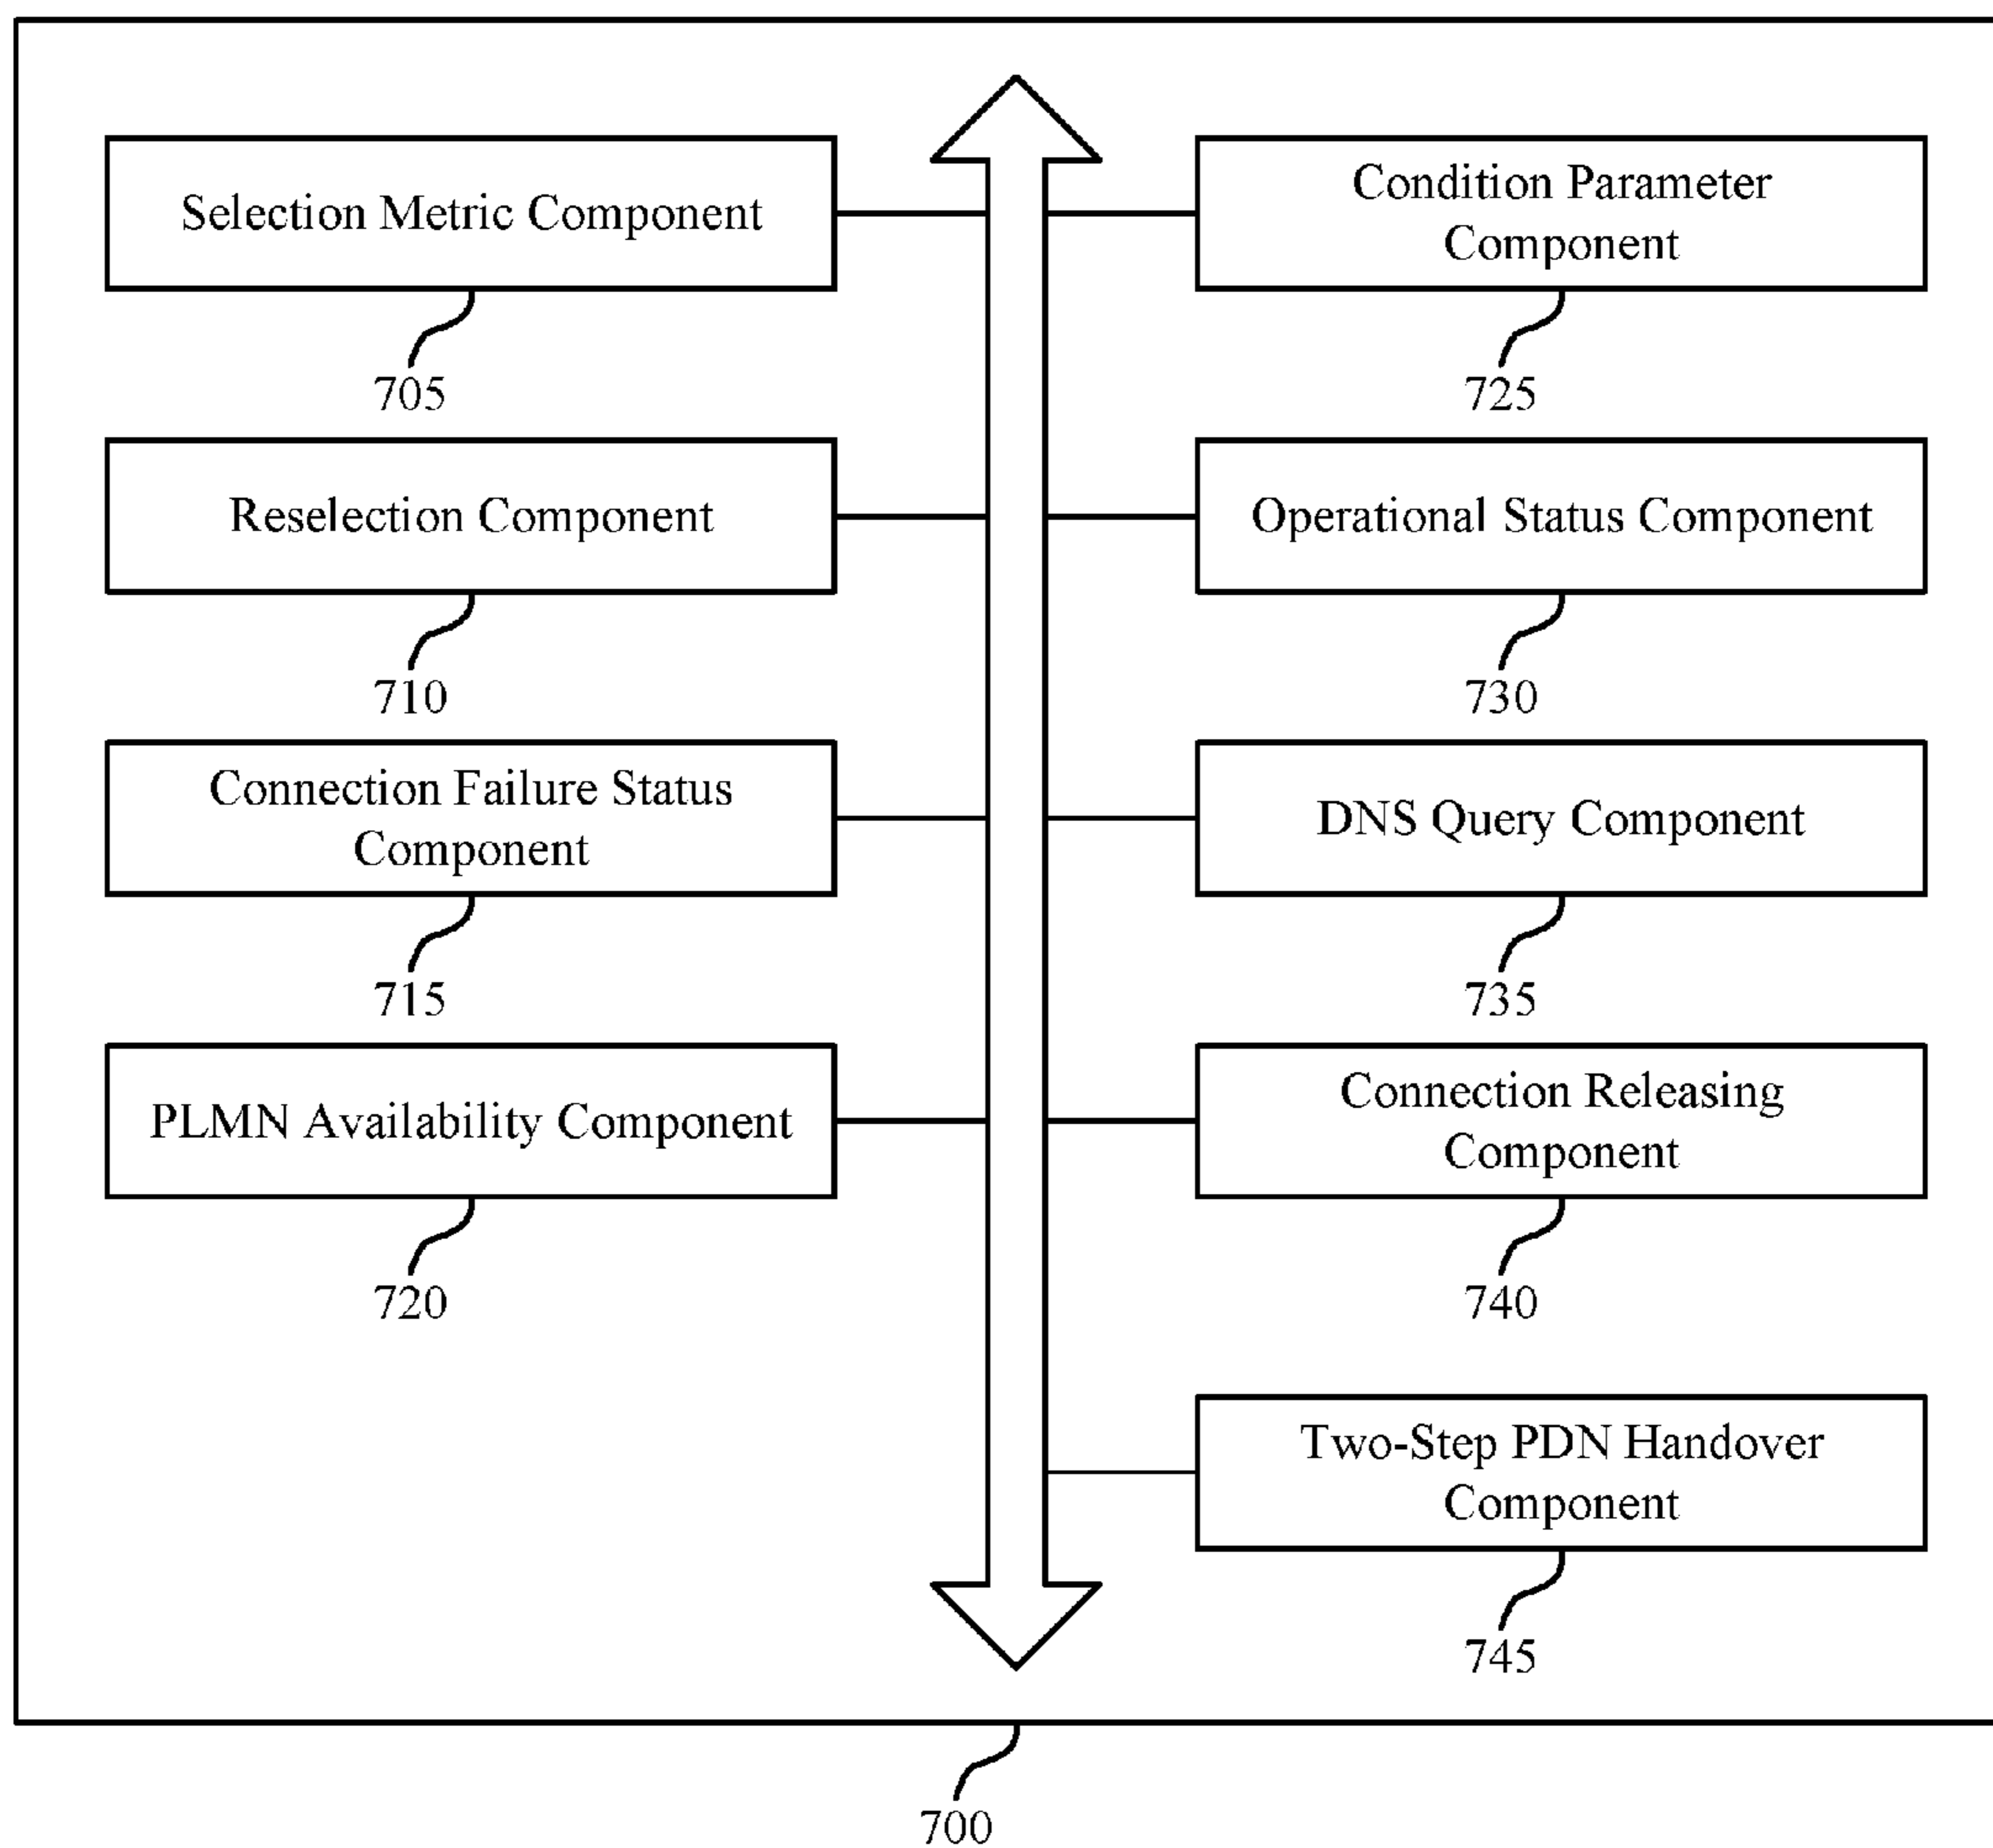 Selection Metric Component
705
Reselection Component
710
Connection Failure Status
Component
715
PLMN Availability Component
720
Condition Parameter
Component
725
Operational Status Component
730
DNS Query Component
735
Connection Releasing
Component
740
Two-Step PDN Handover
Component
745
700